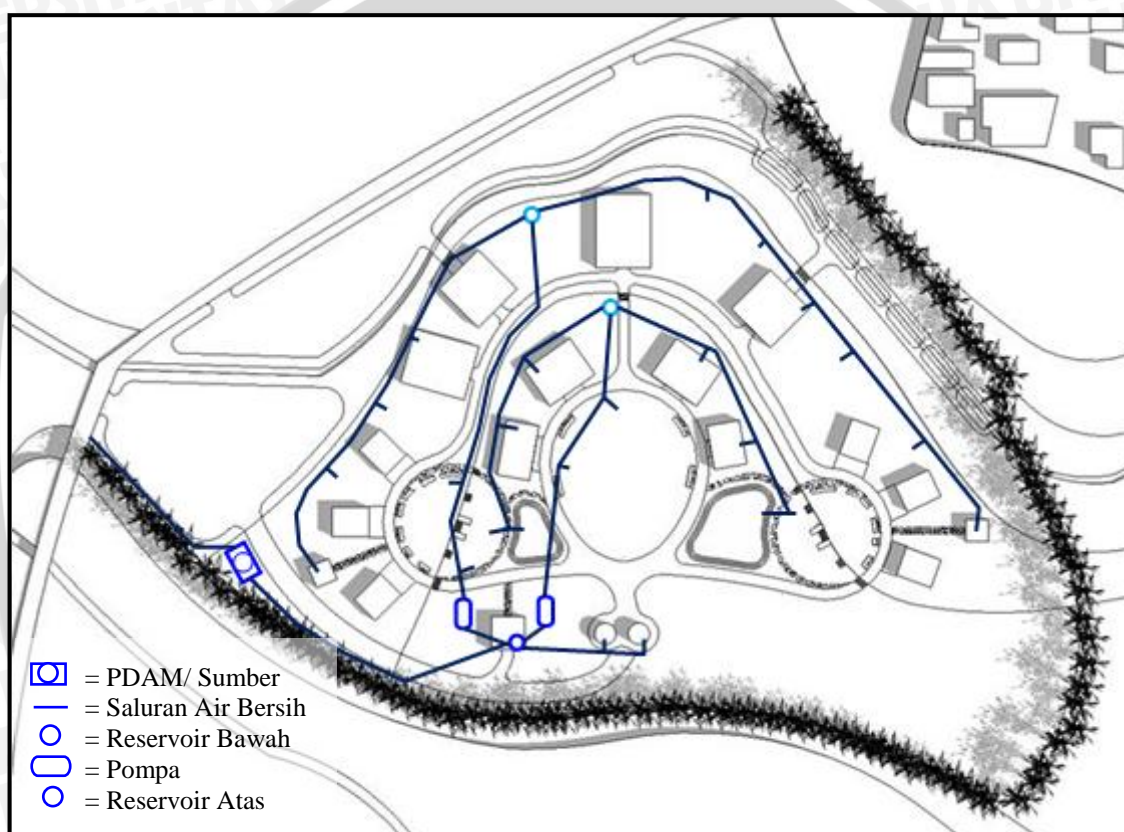 = PDAM/ Sumber
= Saluran Air Bersih
= Reservoir Bawah
= Pompa
= Reservoir Atas